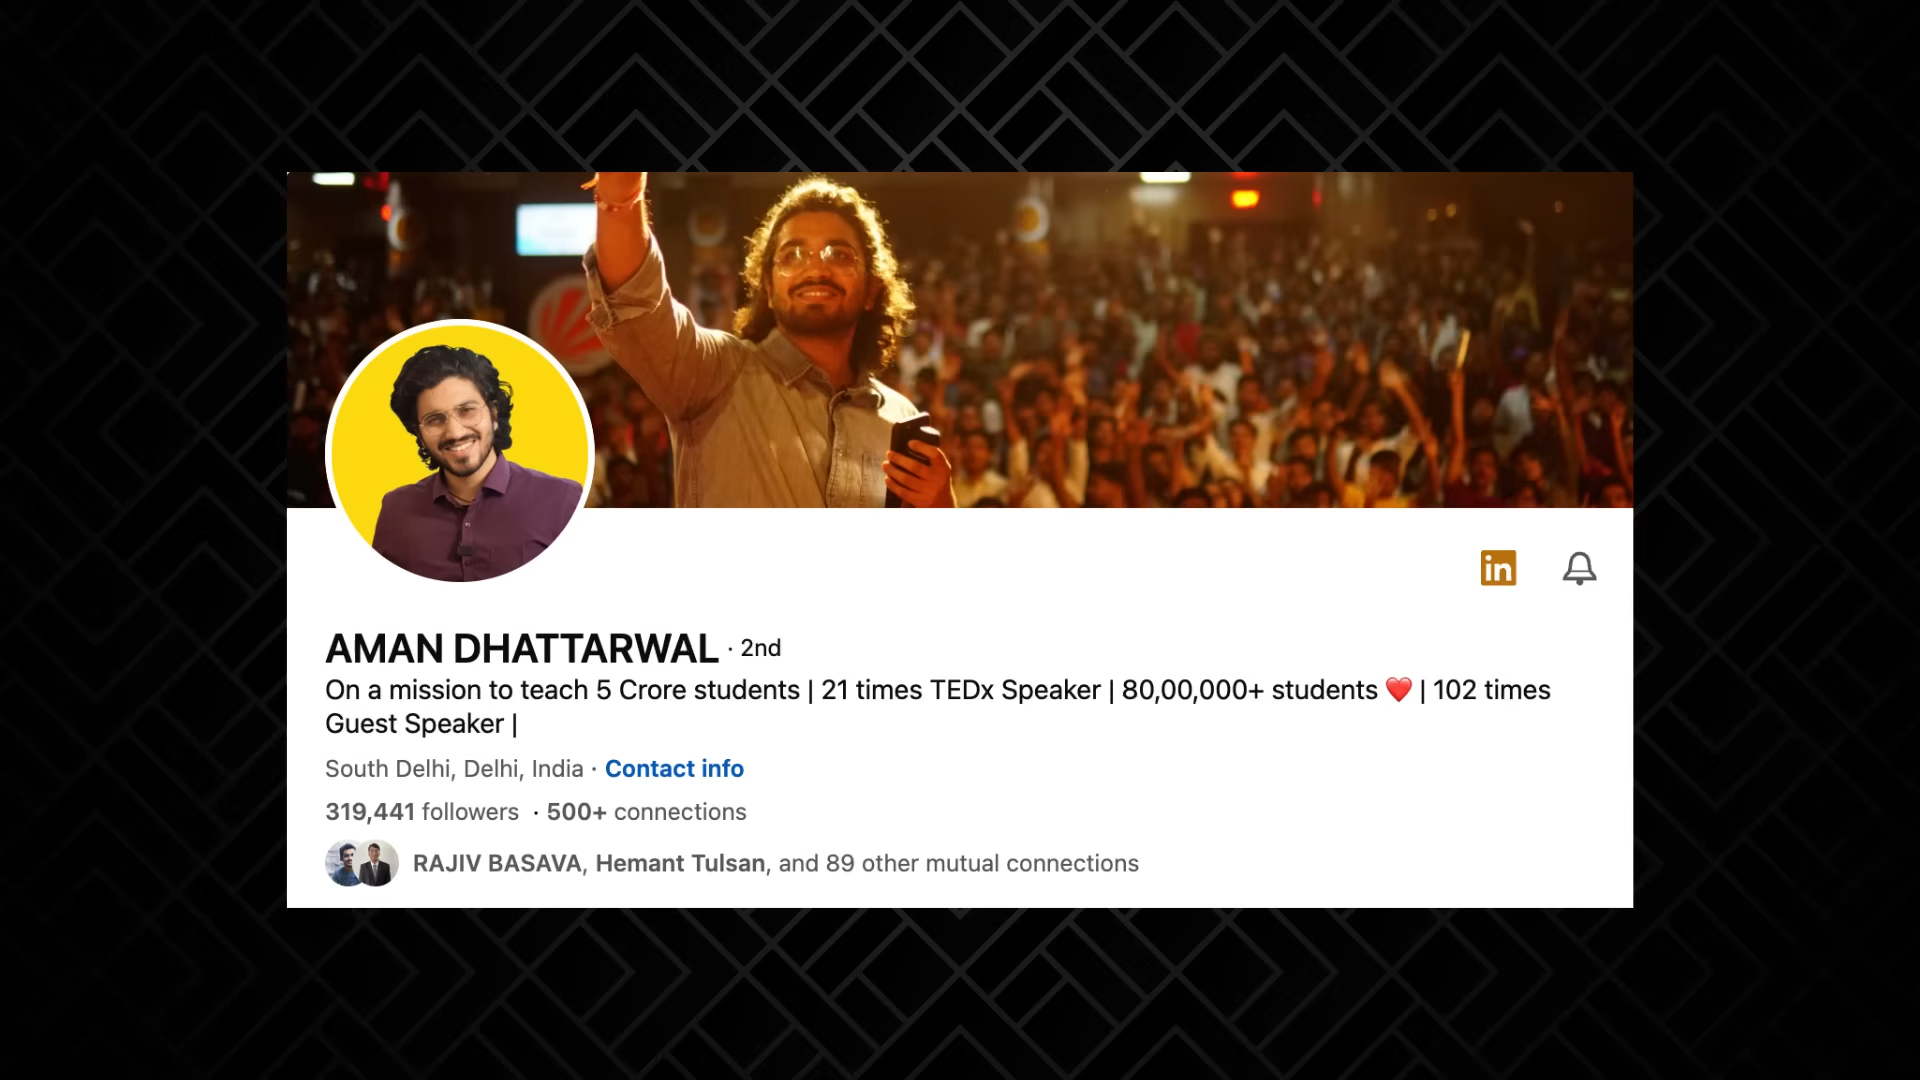 in
AMAN DHATTARWAL · 2nd
On a mission to teach 5 Crore students | 21 times TEDx Speaker | 80,00,000+ students ❤️ | 102 times
Guest Speaker |
South Delhi, Delhi, India · Contact info
319,441 followers · 500+ connections
RAJIV BASAVA, Hemant Tulsan, and 89 other mutual connections